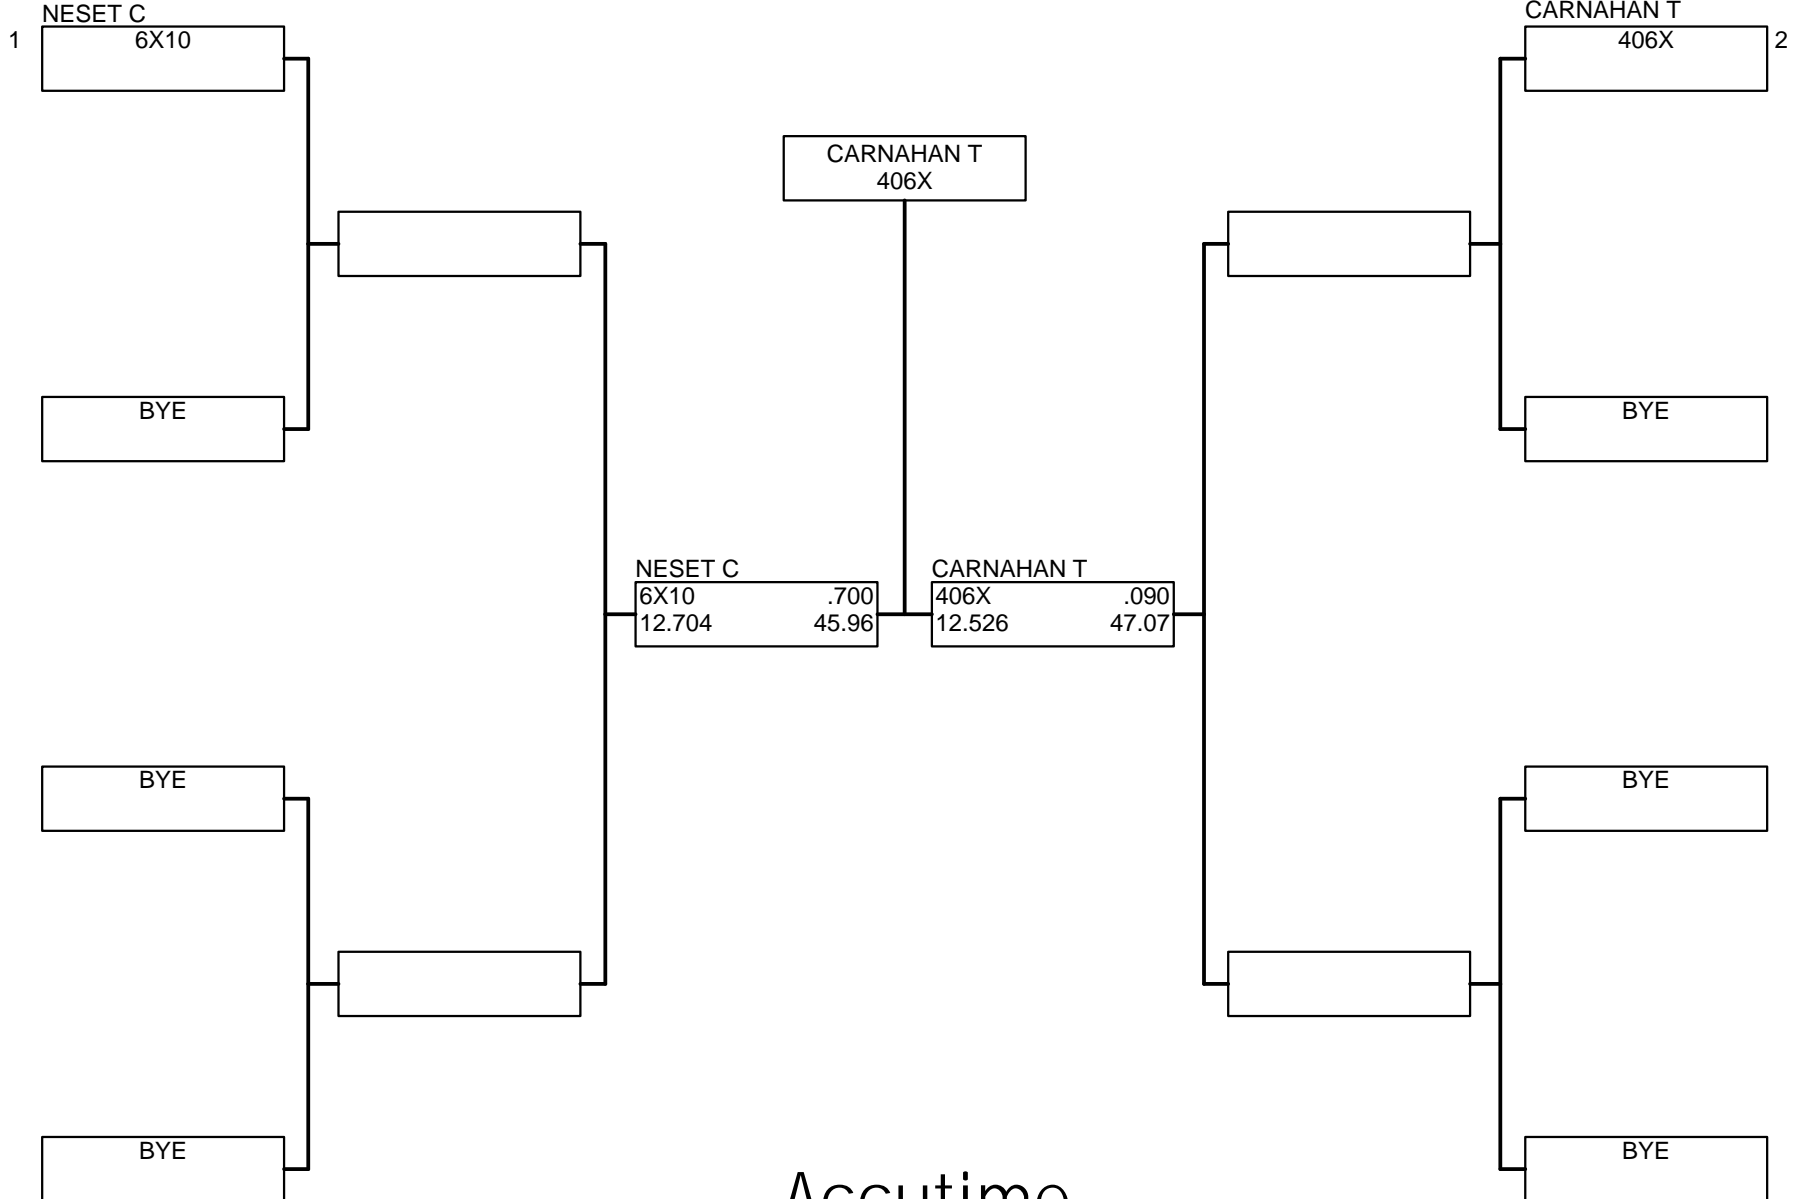 NESET C
1
6X10
CARNAHAN T
406X
2
CARNAHAN T
406X
BYE
BYE
NESET C
6X10 .700
12.704 45.96
CARNAHAN T
406X .090
12.526 47.07
BYE
BYE
BYE
BYE
Accutime